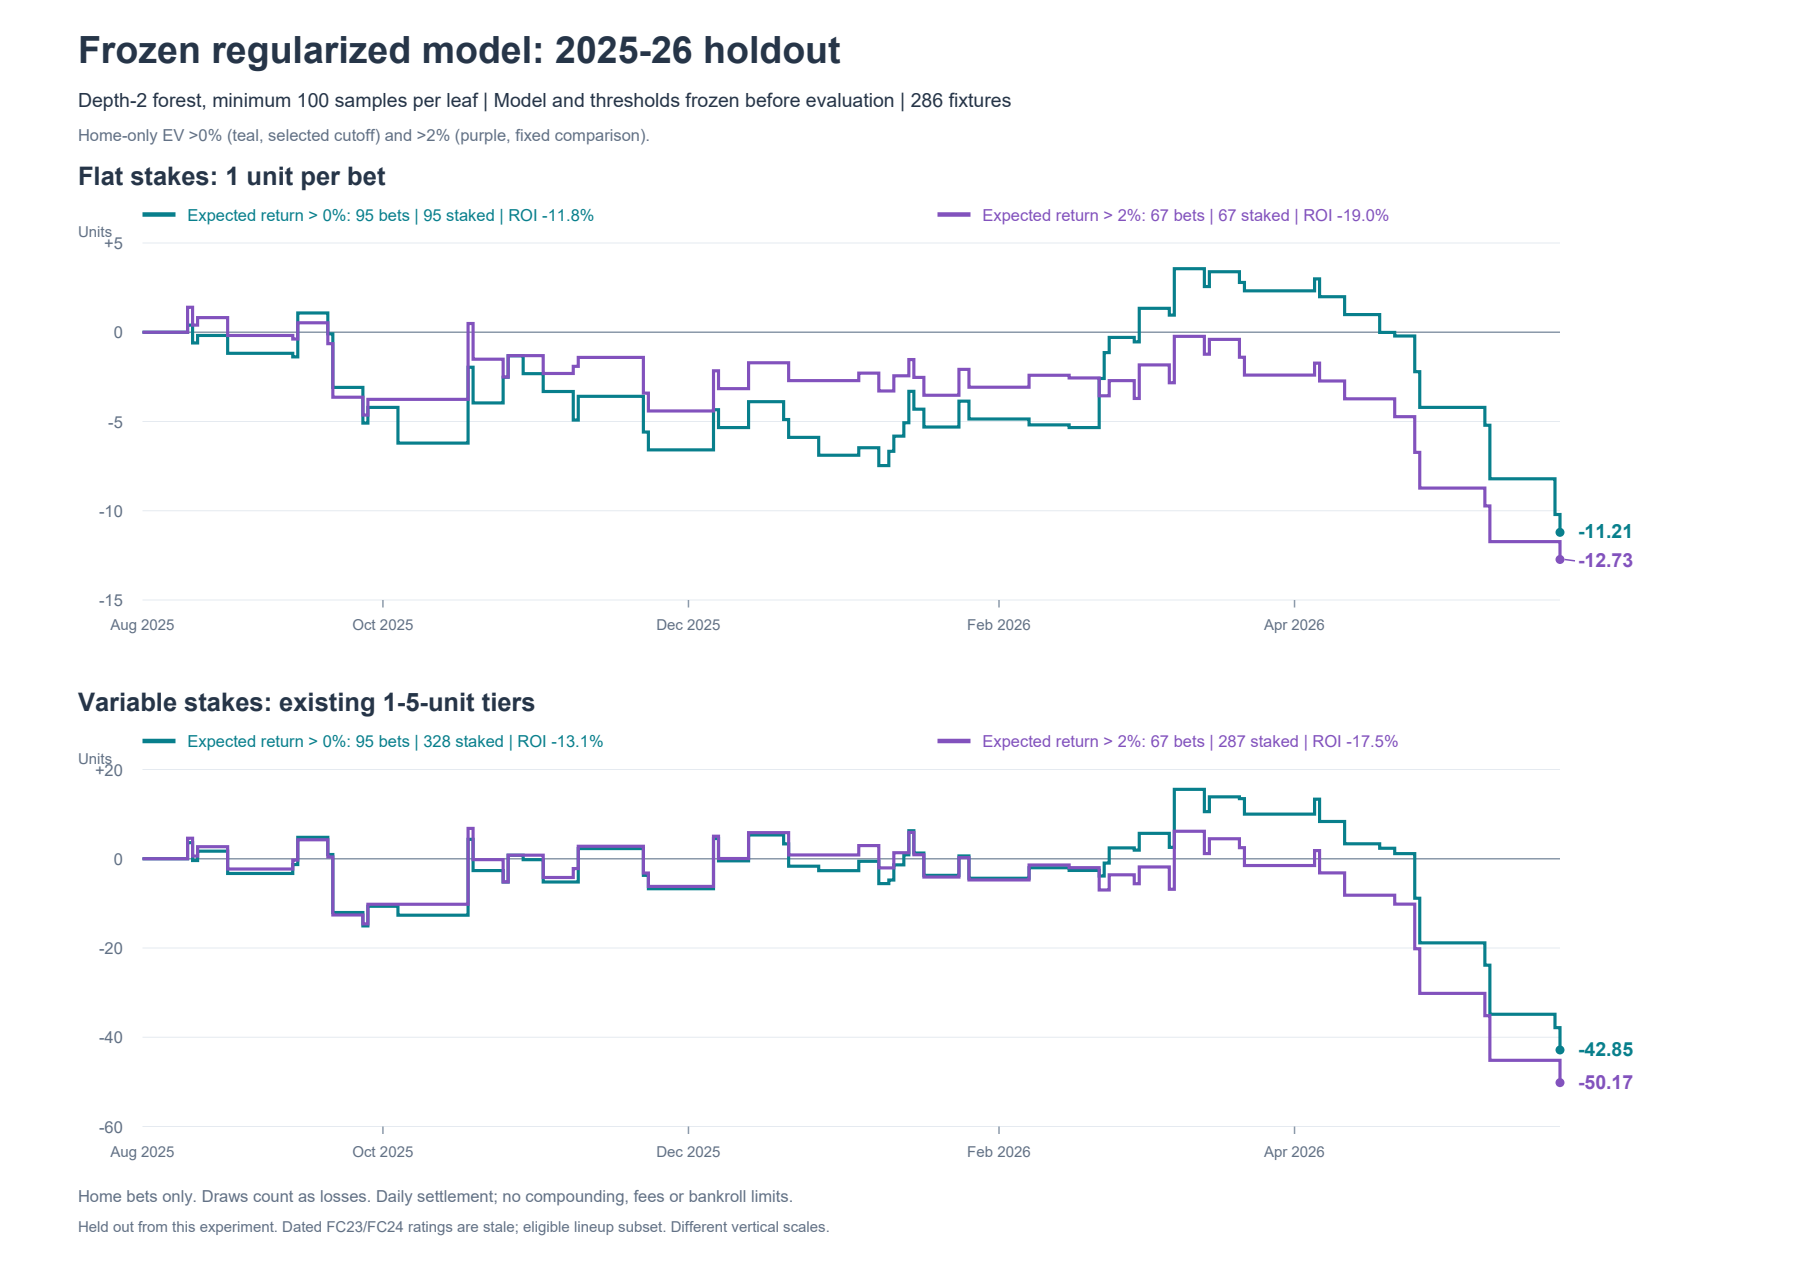 Frozen regularized model: 2025-26 holdout
Depth-2 forest, minimum 100 samples per leaf | Model and thresholds frozen before evaluation | 286 fixtures
Home-only EV >0% (teal, selected cutoff) and >2% (purple, fixed comparison).
Flat stakes: 1 unit per bet
Expected return > 0%: 95 bets | 95 staked | ROI -11.8%
Expected return > 2%: 67 bets | 67 staked | ROI -19.0%
Units
+5
0
-5
-10
-11.21
-12.73
-15
Aug 2025
Oct 2025
Dec 2025
Feb 2026
Apr 2026
Variable stakes: existing 1-5-unit tiers
Expected return > 0%: 95 bets | 328 staked | ROI -13.1%
Expected return > 2%: 67 bets | 287 staked | ROI -17.5%
Units
+20
0
-20
-40
-42.85
-50.17
-60
Aug 2025
Oct 2025
Dec 2025
Feb 2026
Apr 2026
Home bets only. Draws count as losses. Daily settlement; no compounding, fees or bankroll limits.
Held out from this experiment. Dated FC23/FC24 ratings are stale; eligible lineup subset. Different vertical scales.